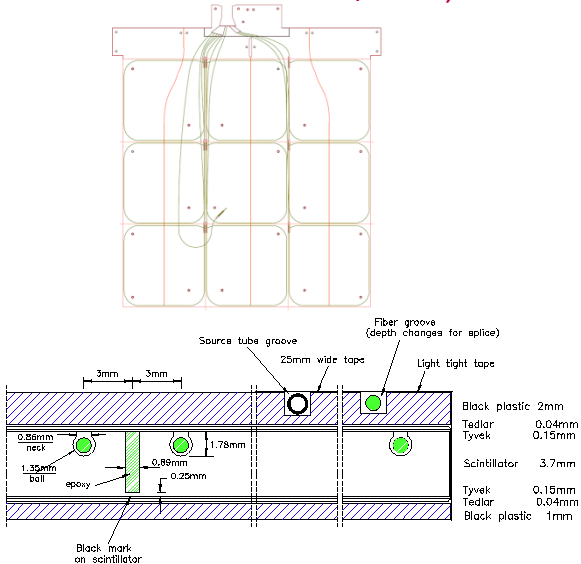 Fiber groove
(depth changes for splice)
Source tube groove
25mm wide tape
Light tight tape
3mm
3mm
Black plastic 2mm
Tedlar 0.04mm
Tyvek 0.15mm
0.86mm
neck
1.78mm
Scintillator 3.7mm
1.35mm
ball
0.89mm
epoxy
0.25mm
Tyvek 0.15mm
Tedlar 0.04mm
Black plastic 1mm
Black mark
on scintillator